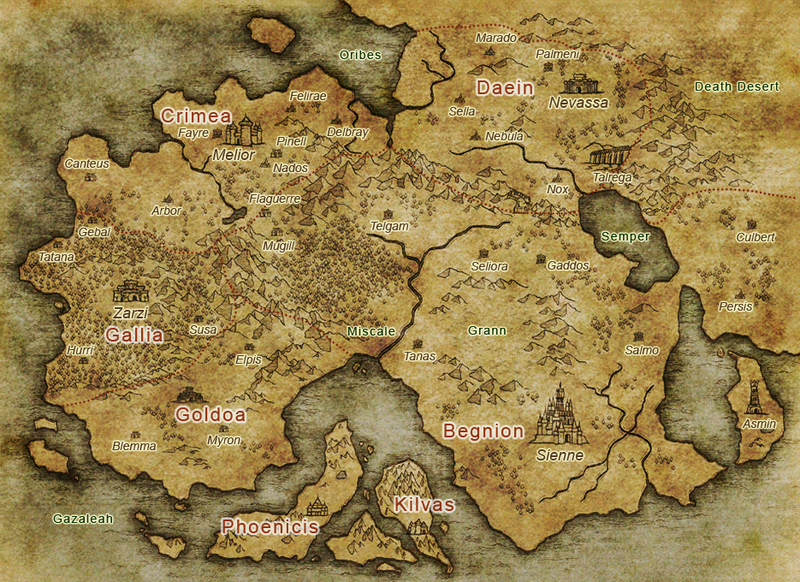 Marado
Palmeni
Oribes
Daein
Death Desert
Felirae
Nevassa
Crimea
Sella
Fayre
Delbray
Nebula
Pinell
Melior
Nados
Canteus
Talrega
Nox
Flaguerre
Arbor
Telgam
Gebal
Semper
Culbert
Mugill
Tatana
Seliora
Gaddos
Persis
Zarzi
Susa
Miscale
Grann
Gallia
Hurri
Elpis
Tanas
Salmo
Goldoa
Asmin
Begnion
Blemma
Myron
Sienne
Kilvas
Gazaleah
Phoenicis